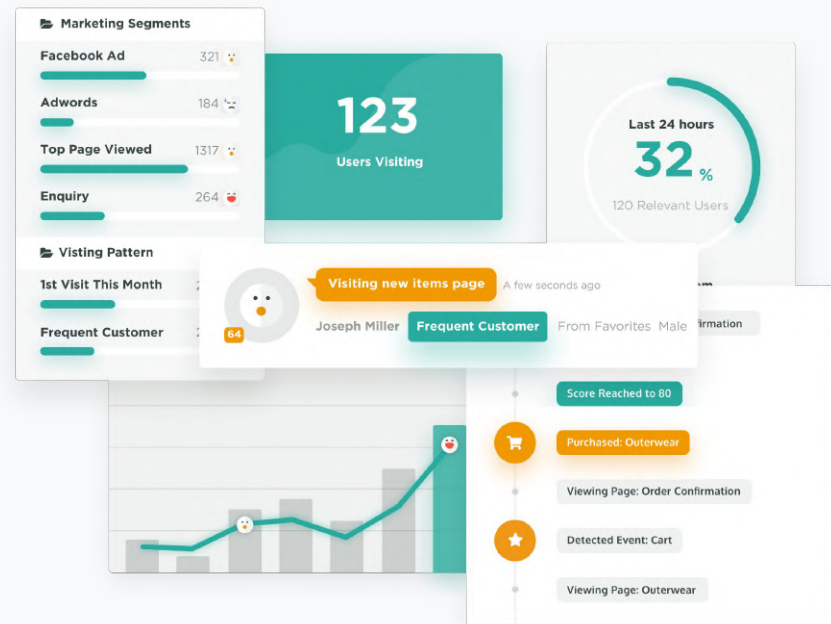 Marketing Segments
Facebook Ad 321
Adwords 184
Top Page Viewed 1317
Enquiry 264
Visting Pattern
1st Visit This Month
Frequent Customer
123
Users Visiting
Last 24 hours
32 %
120 Relevant Users
Visiting new items page A few seconds ago
64
Joseph Miller Frequent Customer From Favorites Male
Score Reached to 80
Purchased: Outerwear
Viewing Page: Order Confirmation
Detected Event: Cart
Viewing Page: Outerwear